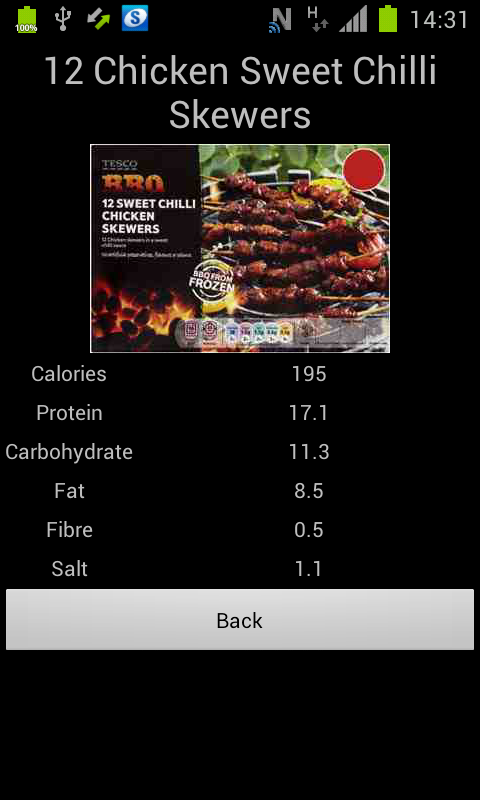 100%
H
14:31
12 Chicken Sweet Chilli
Skewers
TESCO
BBQ
12 SWEET CHILLI
CHICKEN
SKEWERS
12 Chicken skewers in a sweet
chilli sauce
BBQ FROM
FROZEN
Calories 195
Protein 17.1
Carbohydrate 11.3
Fat 8.5
Fibre 0.5
Salt 1.1
Back